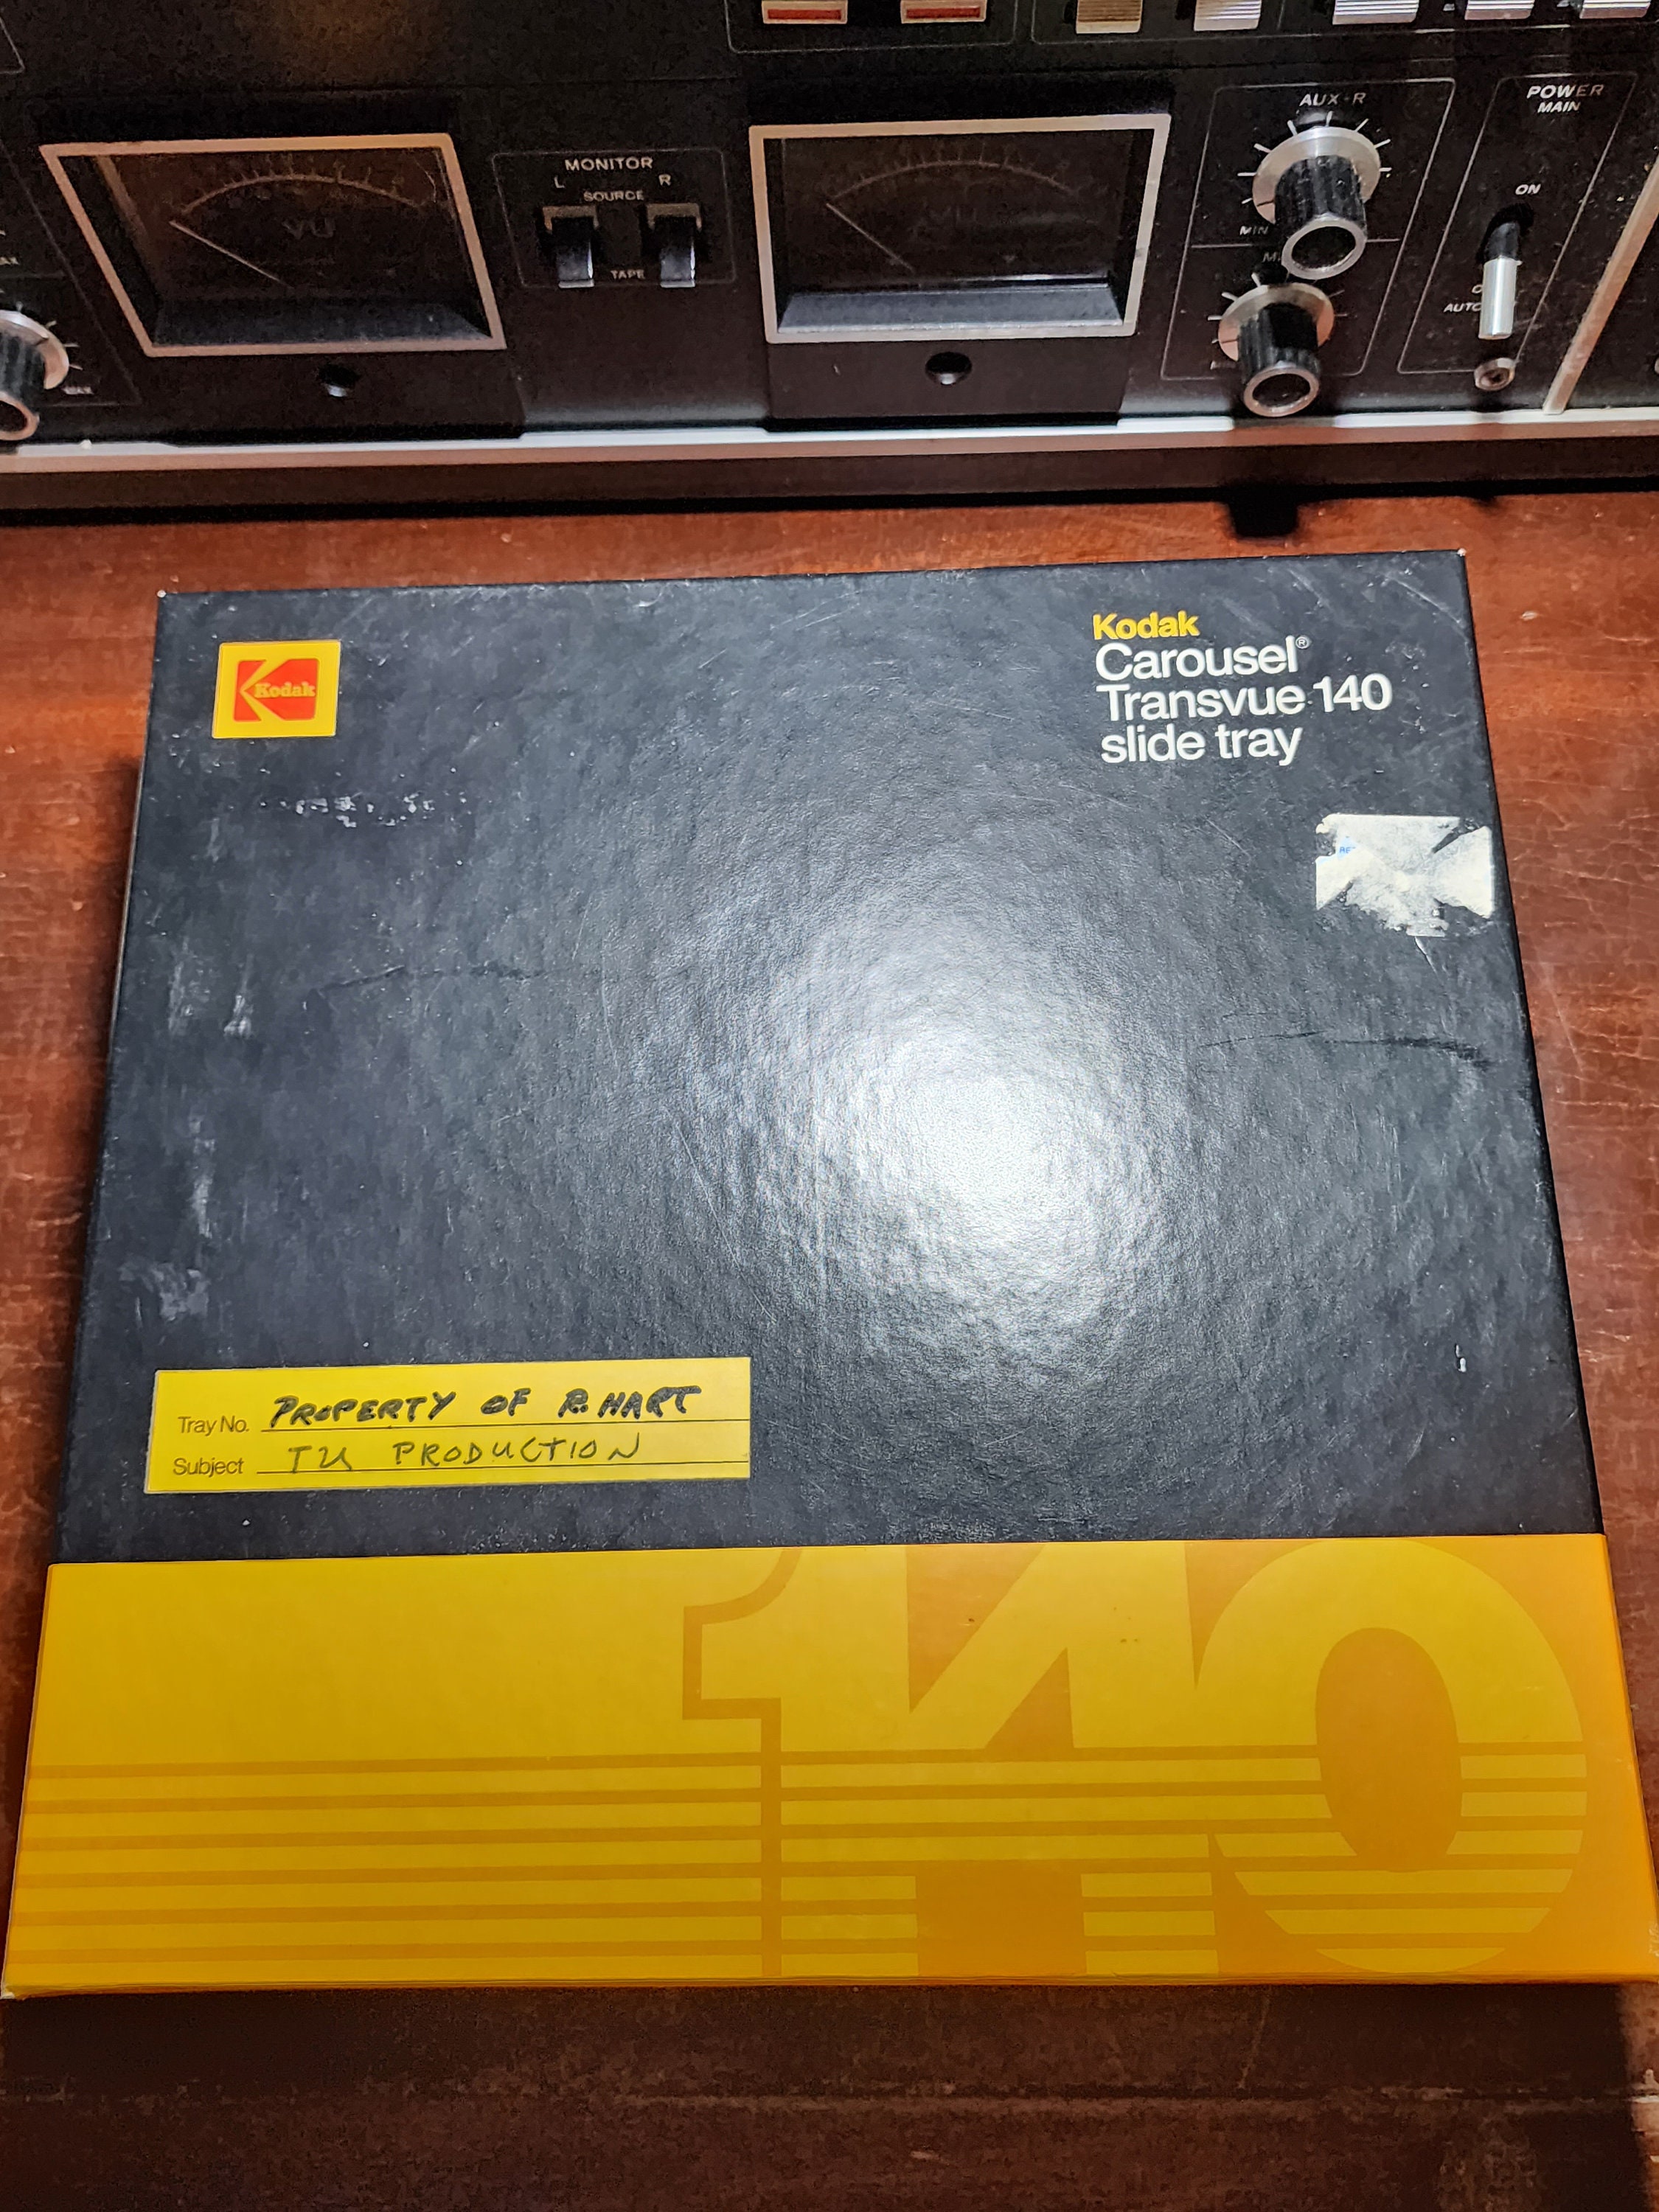 AUX-R
POWER
MAIN
MONITOR
L R
SOURCE
TAPE
VU
MIN
ON
MAX
Kodak
Kodak
Carousel®
Transvue 140
slide tray
Tray No. PROPERTY OF R. HART
Subject TV PRODUCTION
140